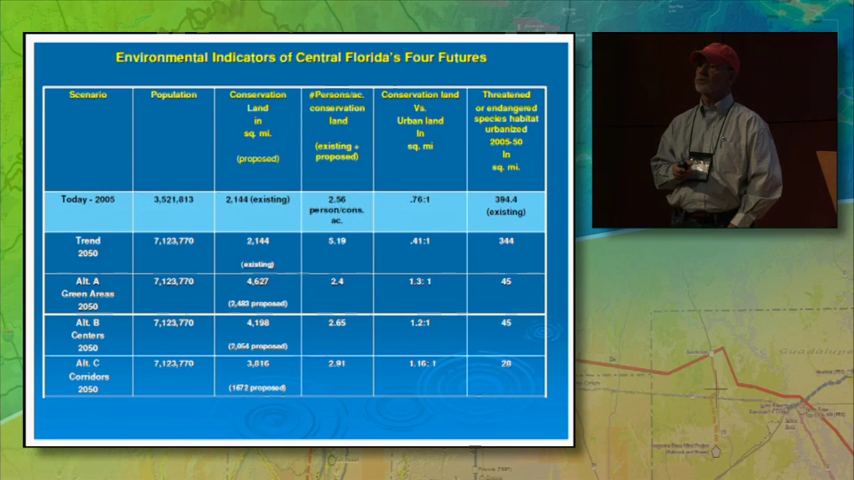 Environmental Indicators of Central Florida's Four Futures
Scenario
Population
Conservation
Land
in
sq. mi.
(proposed)
#Persons/ac.
conservation
land
(existing +
proposed)
Conservation land
Vs.
Urban land
In
sq. mi
Threatened
or endangered
species habitat
urbanized
2005-50
In
sq. mi.
Today - 2005
3,521,813
2,144 (existing)
2.56
person/cons.
ac.
.76:1
394.4
(existing)
Trend
2050
7,123,770
2,144
(existing)
5.19
.41:1
344
Alt. A
Green Areas
2050
7,123,770
4,627
(2,483 proposed)
2.4
1.3: 1
45
Alt. B
Centers
2050
7,123,770
4,198
(2,054 proposed)
2.65
1.2:1
45
Alt. C
Corridors
2050
7,123,770
3,816
(1672 proposed)
2.91
1.16: 1
28